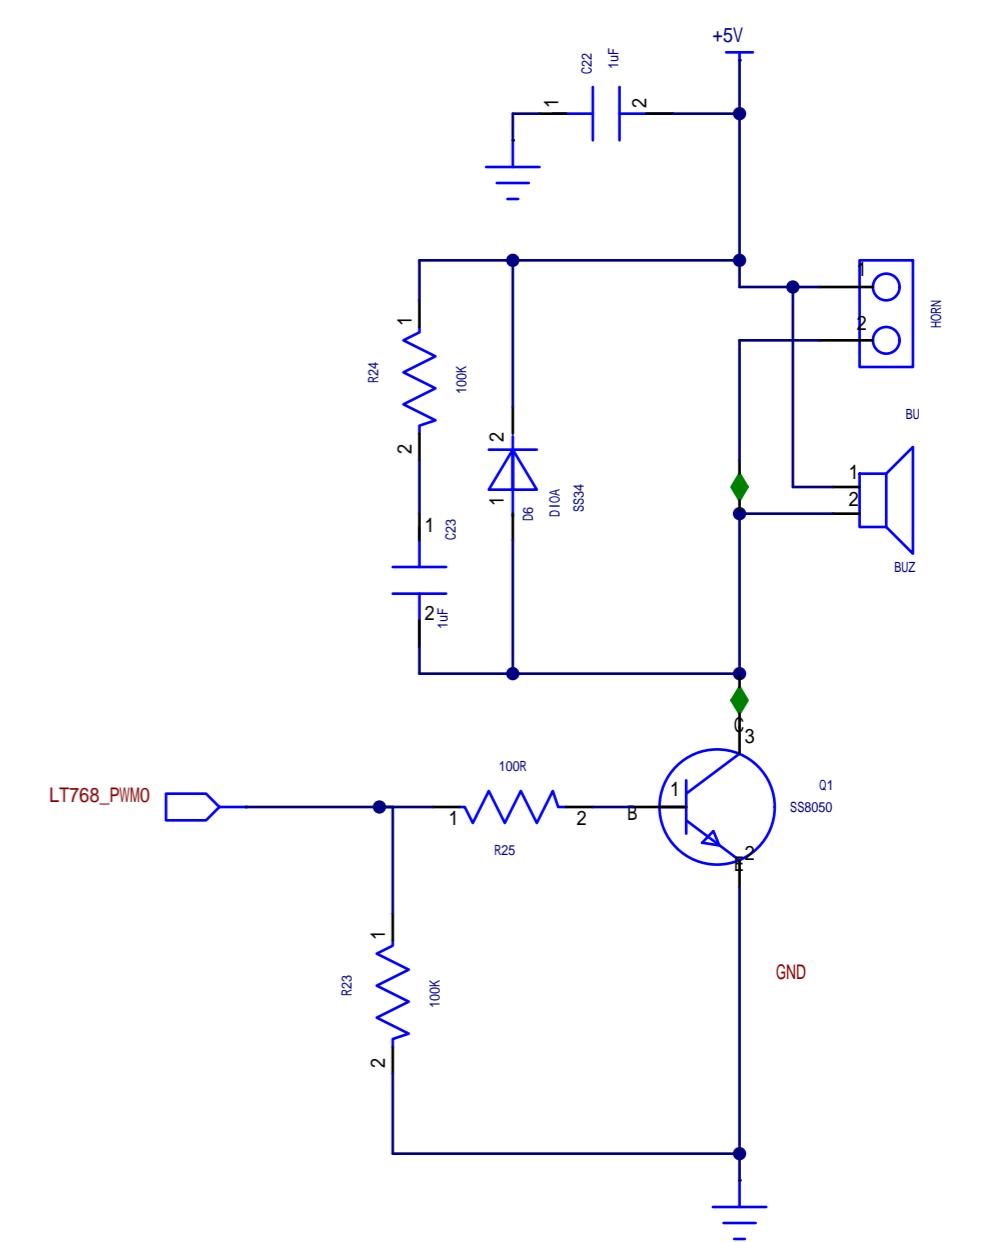 +5V
C22
1uF
1
2
1
2
HORN
R24
1
100K
2
2
1
D6
DIOA
SS34
BU
1
2
BUZ
1
C23
2
1uF
C
3
100R
LT768_PWM0
1
2
R25
B
1
Q1
SS8050
2
E
GND
1
R23
100K
2